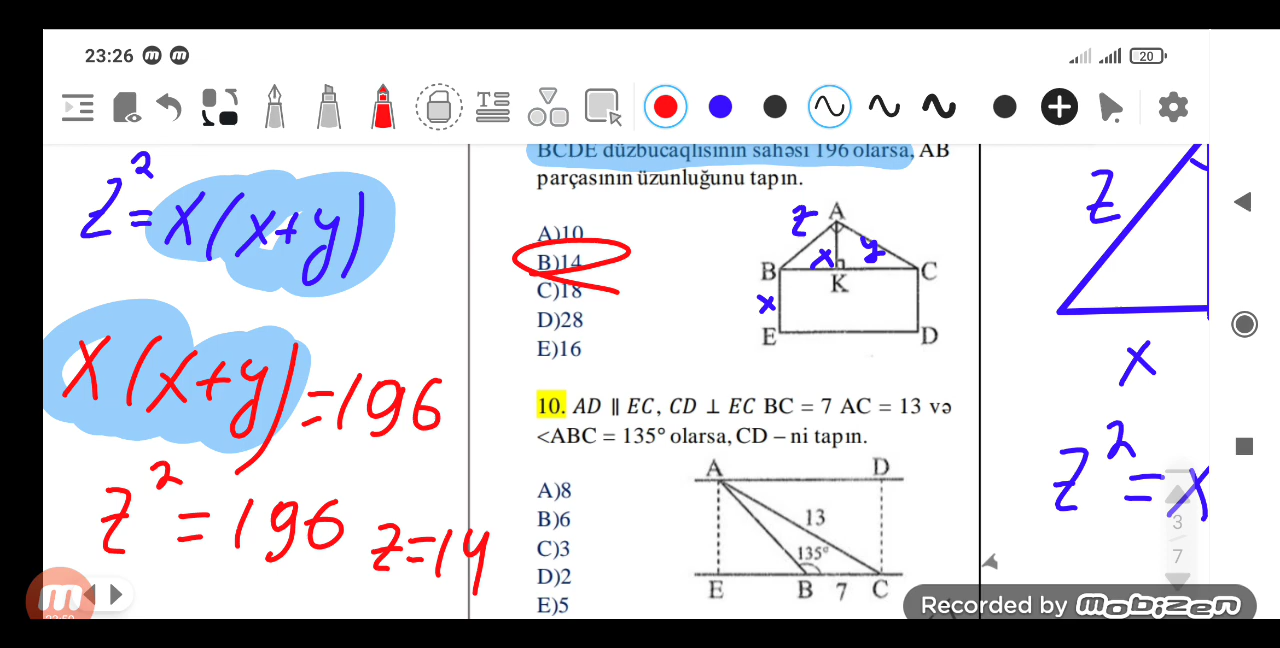 23:26
20
z² = x(x+y)
x(x+y) = 196
z² = 196 z=14
BCDE düzbucaqlısının sahəsi 196 olarsa, AB
parçasının üzunluğunu tapın.
A)10
B)14
C)18
D)28
E)16
z A
x y
B K C
x
E D
10. AD ∥ EC, CD ⊥ EC BC = 7 AC = 13 və
<ABC = 135° olarsa, CD – ni tapın.
A)8
B)6
C)3
D)2
E)5
A D
13
135°
E B 7 C
z
x
z² = x
3
7
Recorded by mobizen